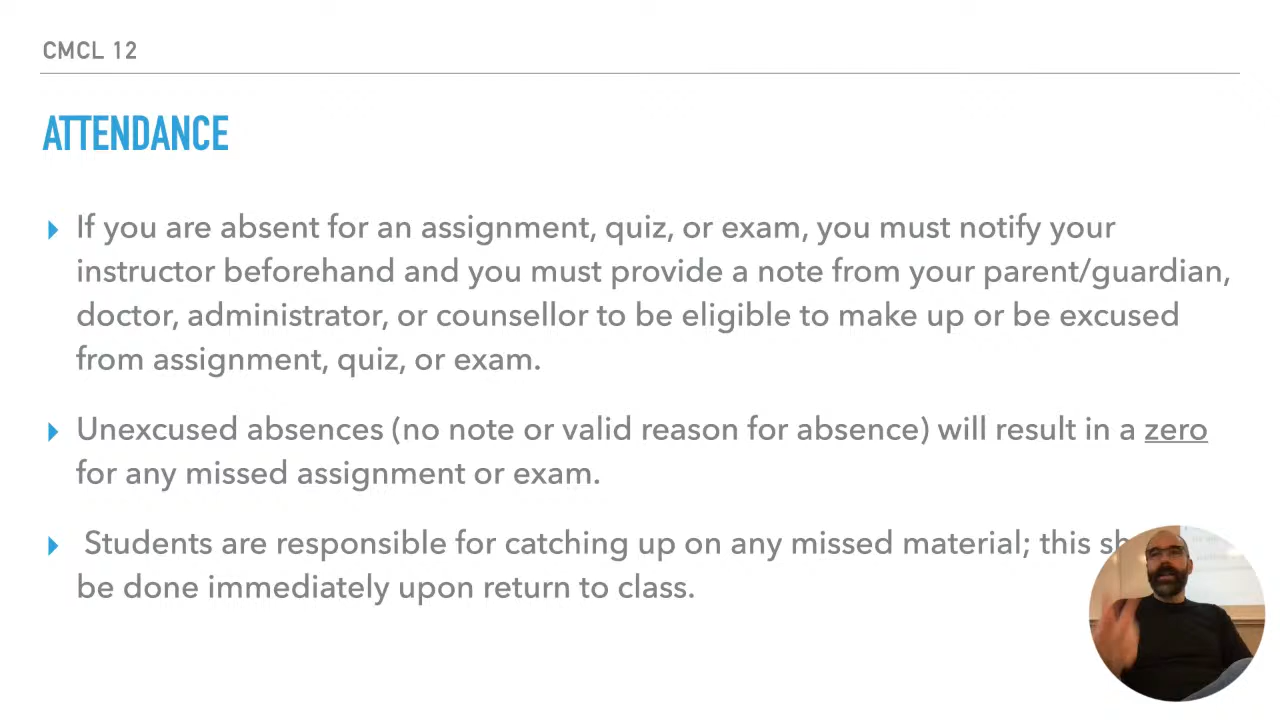 CMCL 12
ATTENDANCE
If you are absent for an assignment, quiz, or exam, you must notify your
instructor beforehand and you must provide a note from your parent/guardian,
doctor, administrator, or counsellor to be eligible to make up or be excused
from assignment, quiz, or exam.
Unexcused absences (no note or valid reason for absence) will result in a zero
for any missed assignment or exam.
Students are responsible for catching up on any missed material; this
be done immediately upon return to class.